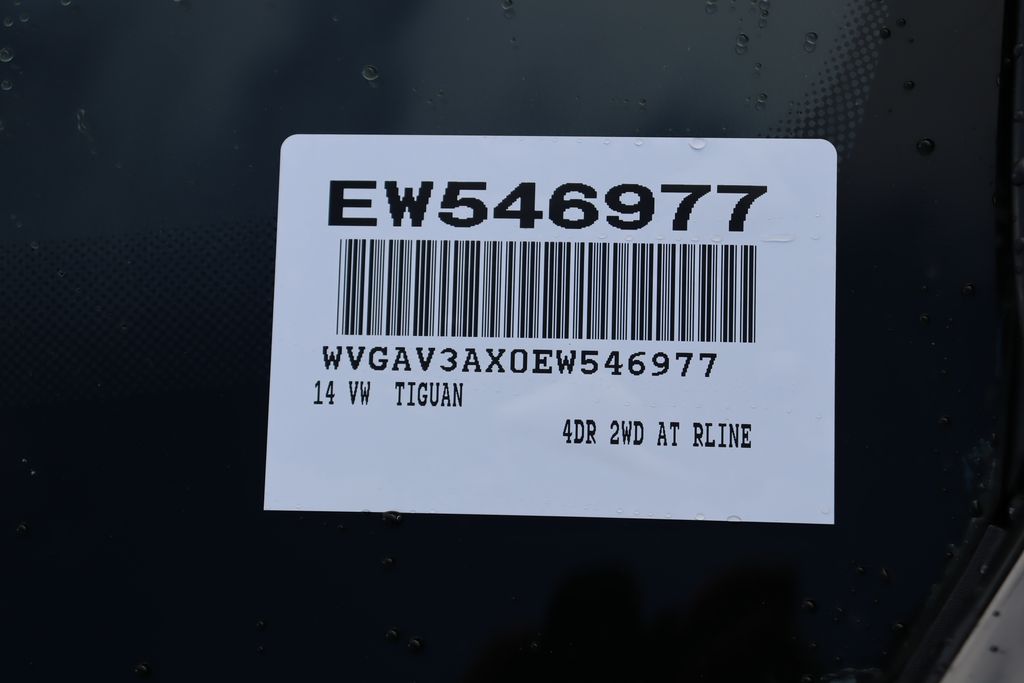 EW546977
WVGAV3AX0EW546977
14 VW TIGUAN
4DR 2WD AT RLINE